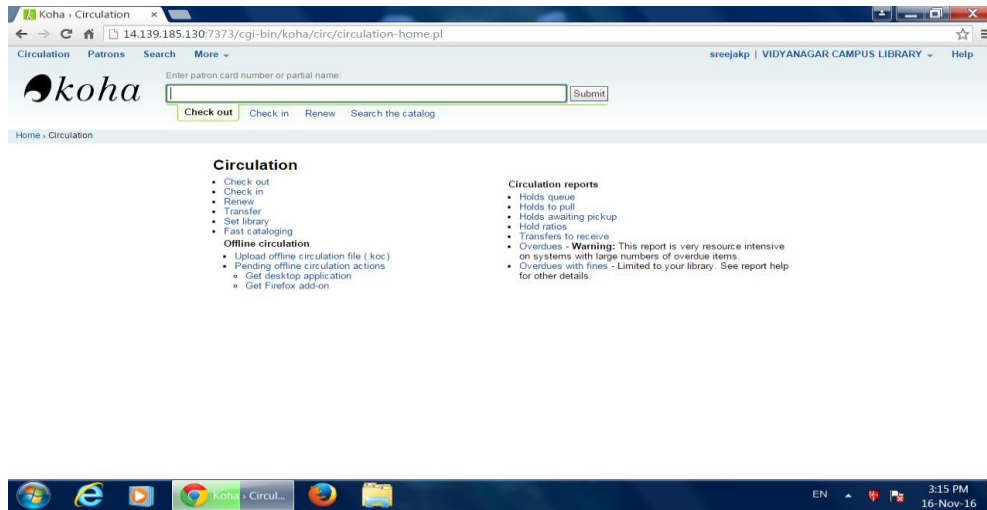 Koha › Circulation ×
14.139.185.130:7373/cgi-bin/koha/circ/circulation-home.pl
Circulation Patrons Search More sreejakp | VIDYANAGAR CAMPUS LIBRARY Help
koha
Enter patron card number or partial name:
Submit
Check out Check in Renew Search the catalog
Home › Circulation
Circulation
• Check out
• Check in
• Renew
• Transfer
• Set library
• Fast cataloging
Offline circulation
• Upload offline circulation file (.koc)
• Pending offline circulation actions
Get desktop application
Get Firefox add-on
Circulation reports
• Holds queue
• Holds to pull
• Holds awaiting pickup
• Hold ratios
• Transfers to receive
• Overdues - Warning: This report is very resource intensive
on systems with large numbers of overdue items.
• Overdues with fines - Limited to your library. See report help
for other details.
Koha › Circul...
EN
3:15 PM
16-Nov-16